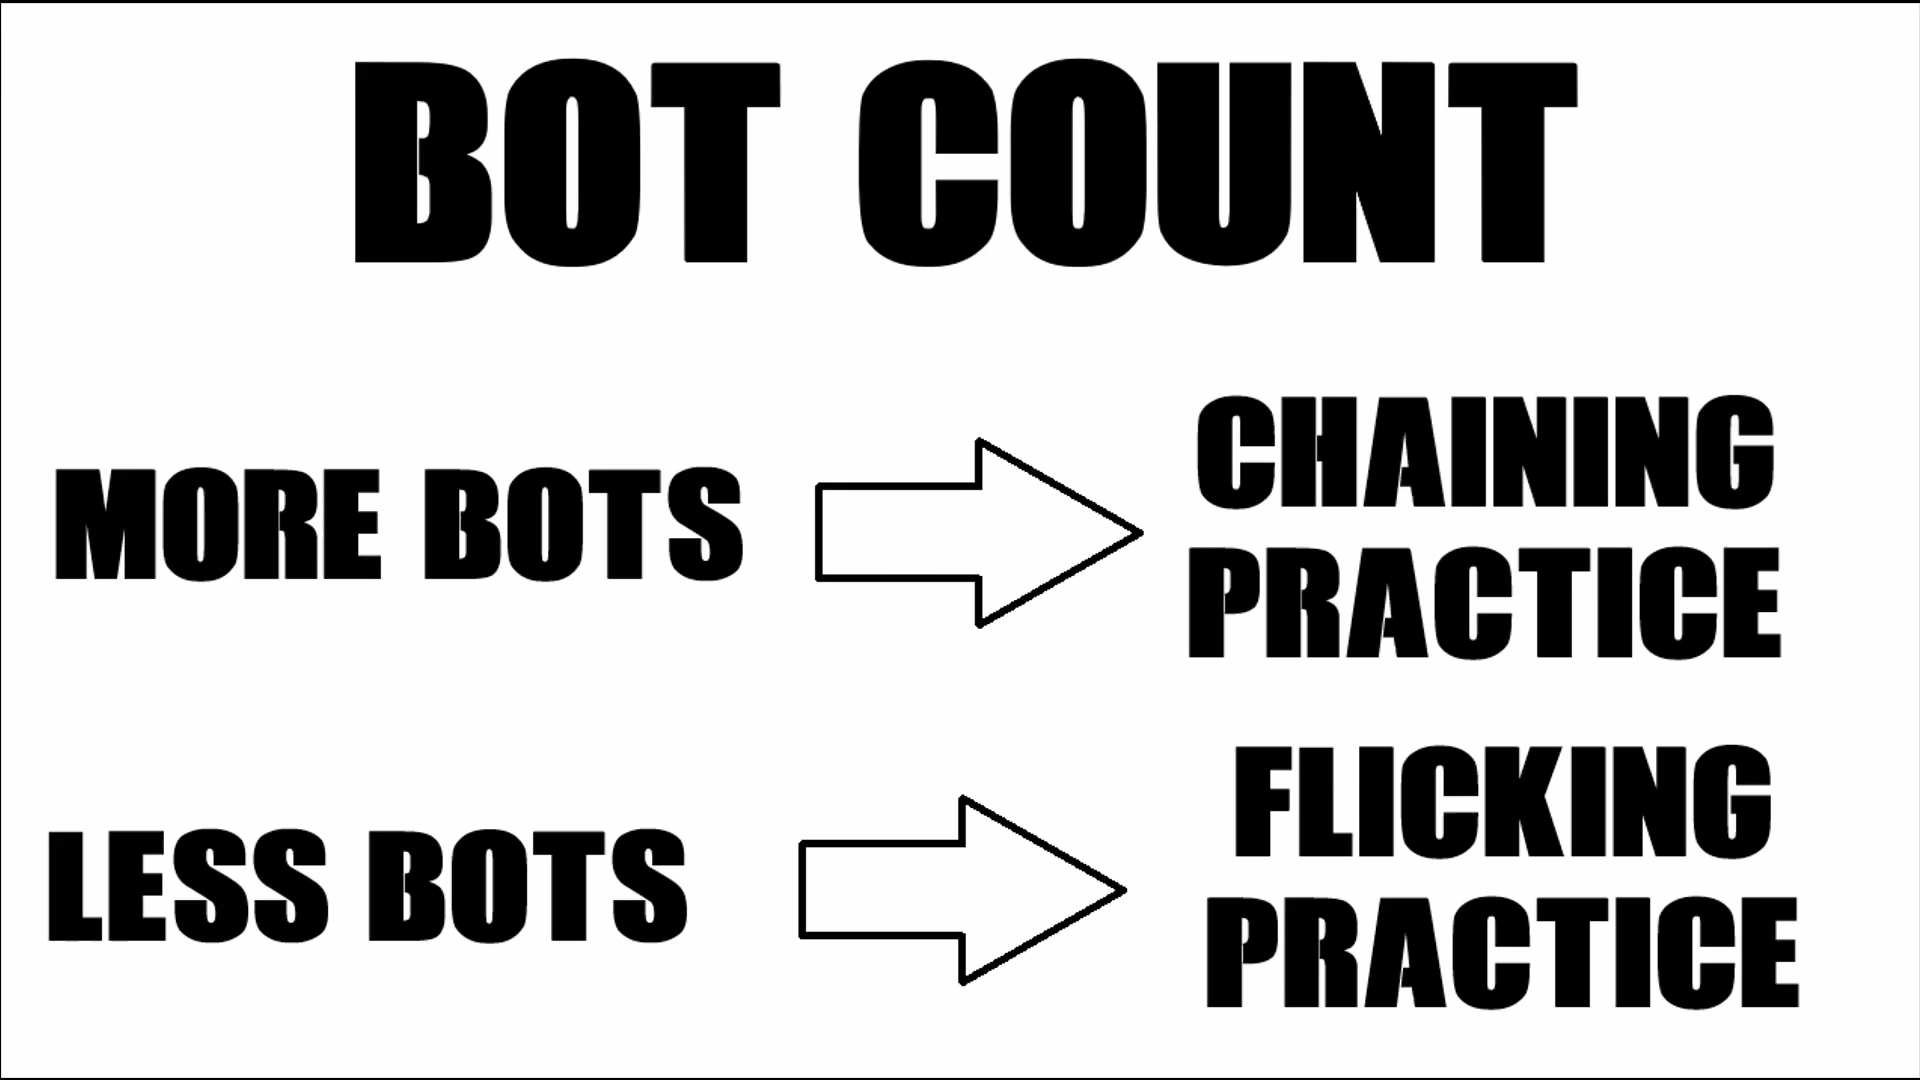 BOT COUNT
MORE BOTS
CHAINING
PRACTICE
LESS BOTS
FLICKING
PRACTICE